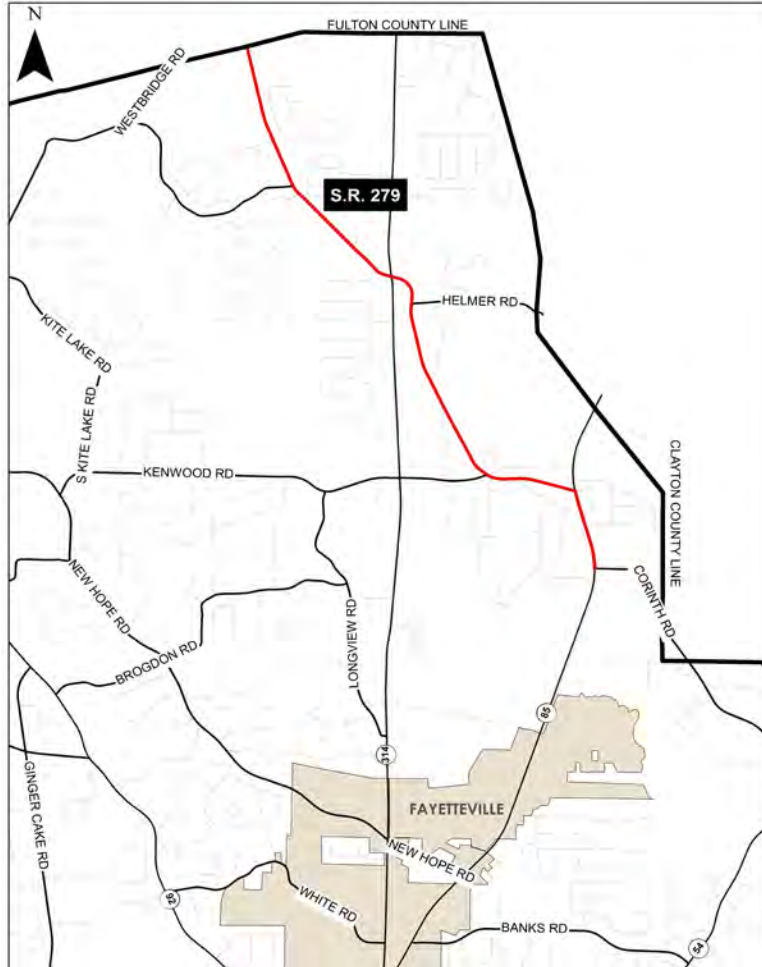 N
FULTON COUNTY LINE
WESTBRIDGE RD
S.R. 279
HELMER RD
KITE LAKE RD
S KITE LAKE RD
KENWOOD RD
CLAYTON COUNTY LINE
NEW HOPE RD
CORINTH RD
BROGDON RD
LONGVIEW RD
85
314
GINGER CAKE RD
FAYETTEVILLE
NEW HOPE RD
92
WHITE RD
BANKS RD
54